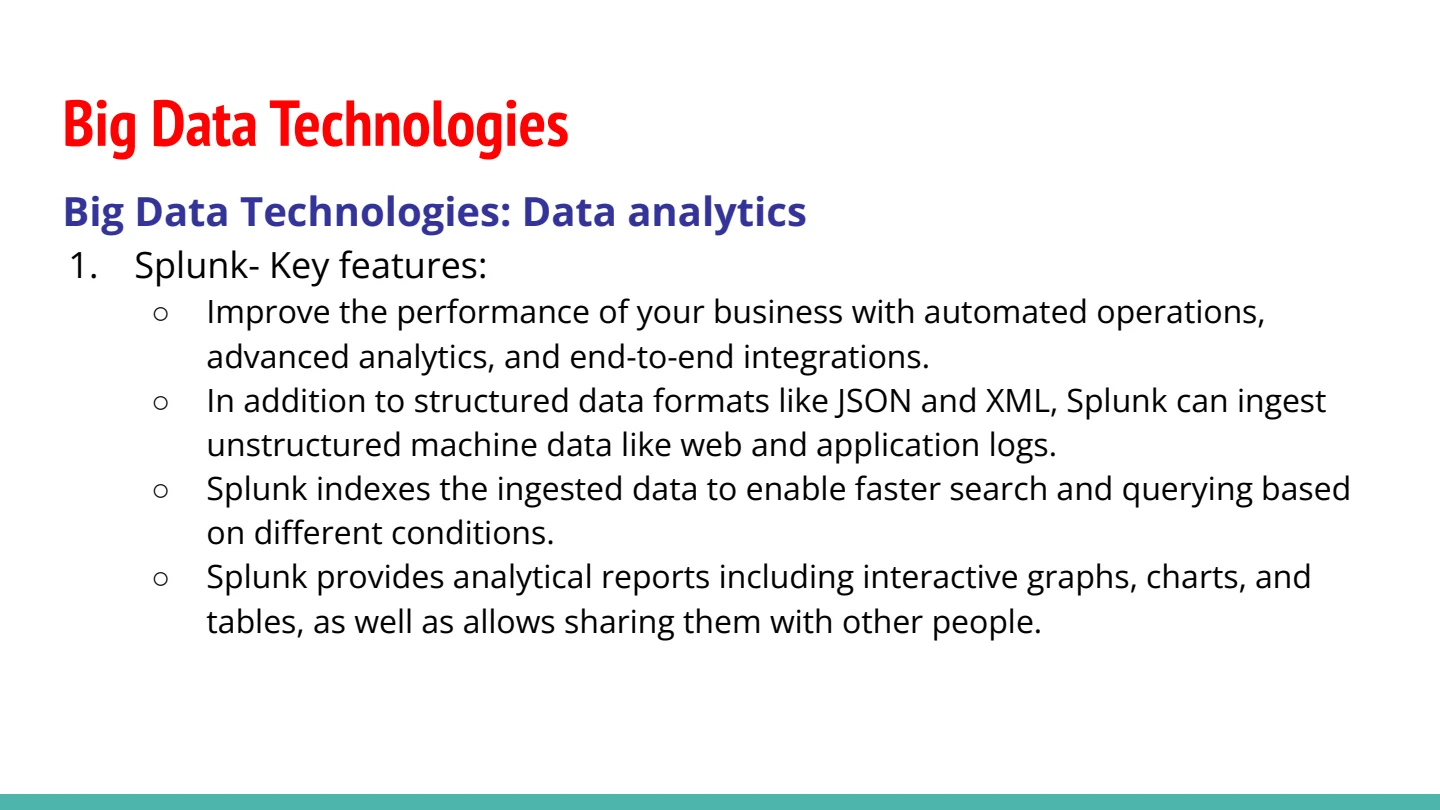 Big Data Technologies
Big Data Technologies: Data analytics
1. Splunk- Key features:
○ Improve the performance of your business with automated operations,
advanced analytics, and end-to-end integrations.
○ In addition to structured data formats like JSON and XML, Splunk can ingest
unstructured machine data like web and application logs.
○ Splunk indexes the ingested data to enable faster search and querying based
on different conditions.
○ Splunk provides analytical reports including interactive graphs, charts, and
tables, as well as allows sharing them with other people.